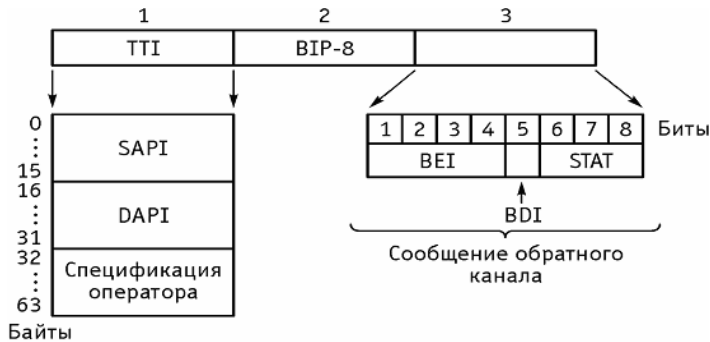 1 2 3
TTI BIP-8
0
⋮
15
SAPI
16
⋮
31
DAPI
32
⋮
63
Спецификация
оператора
Байты
1 2 3 4 5 6 7 8 Биты
BEI STAT
BDI
Сообщение обратного
канала